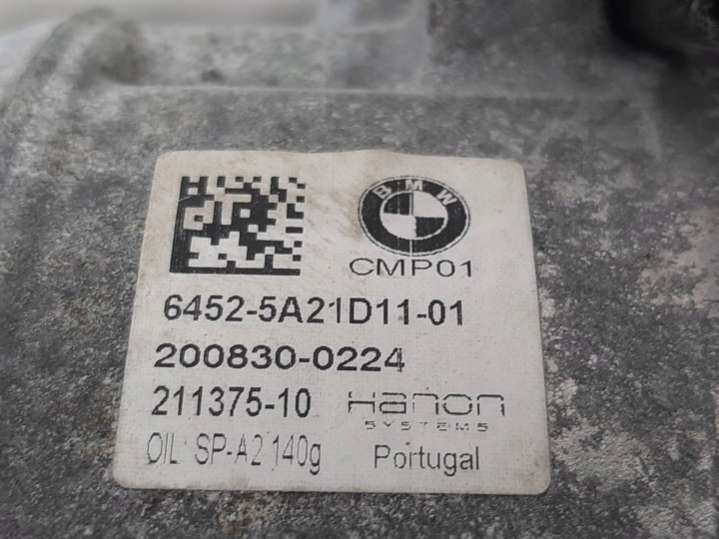 BMW
CMP01
6452-5A21D11-01
200830-0224
211375-10 Hanon
SYSTEMS
OIL: SP-A2 140g Portugal